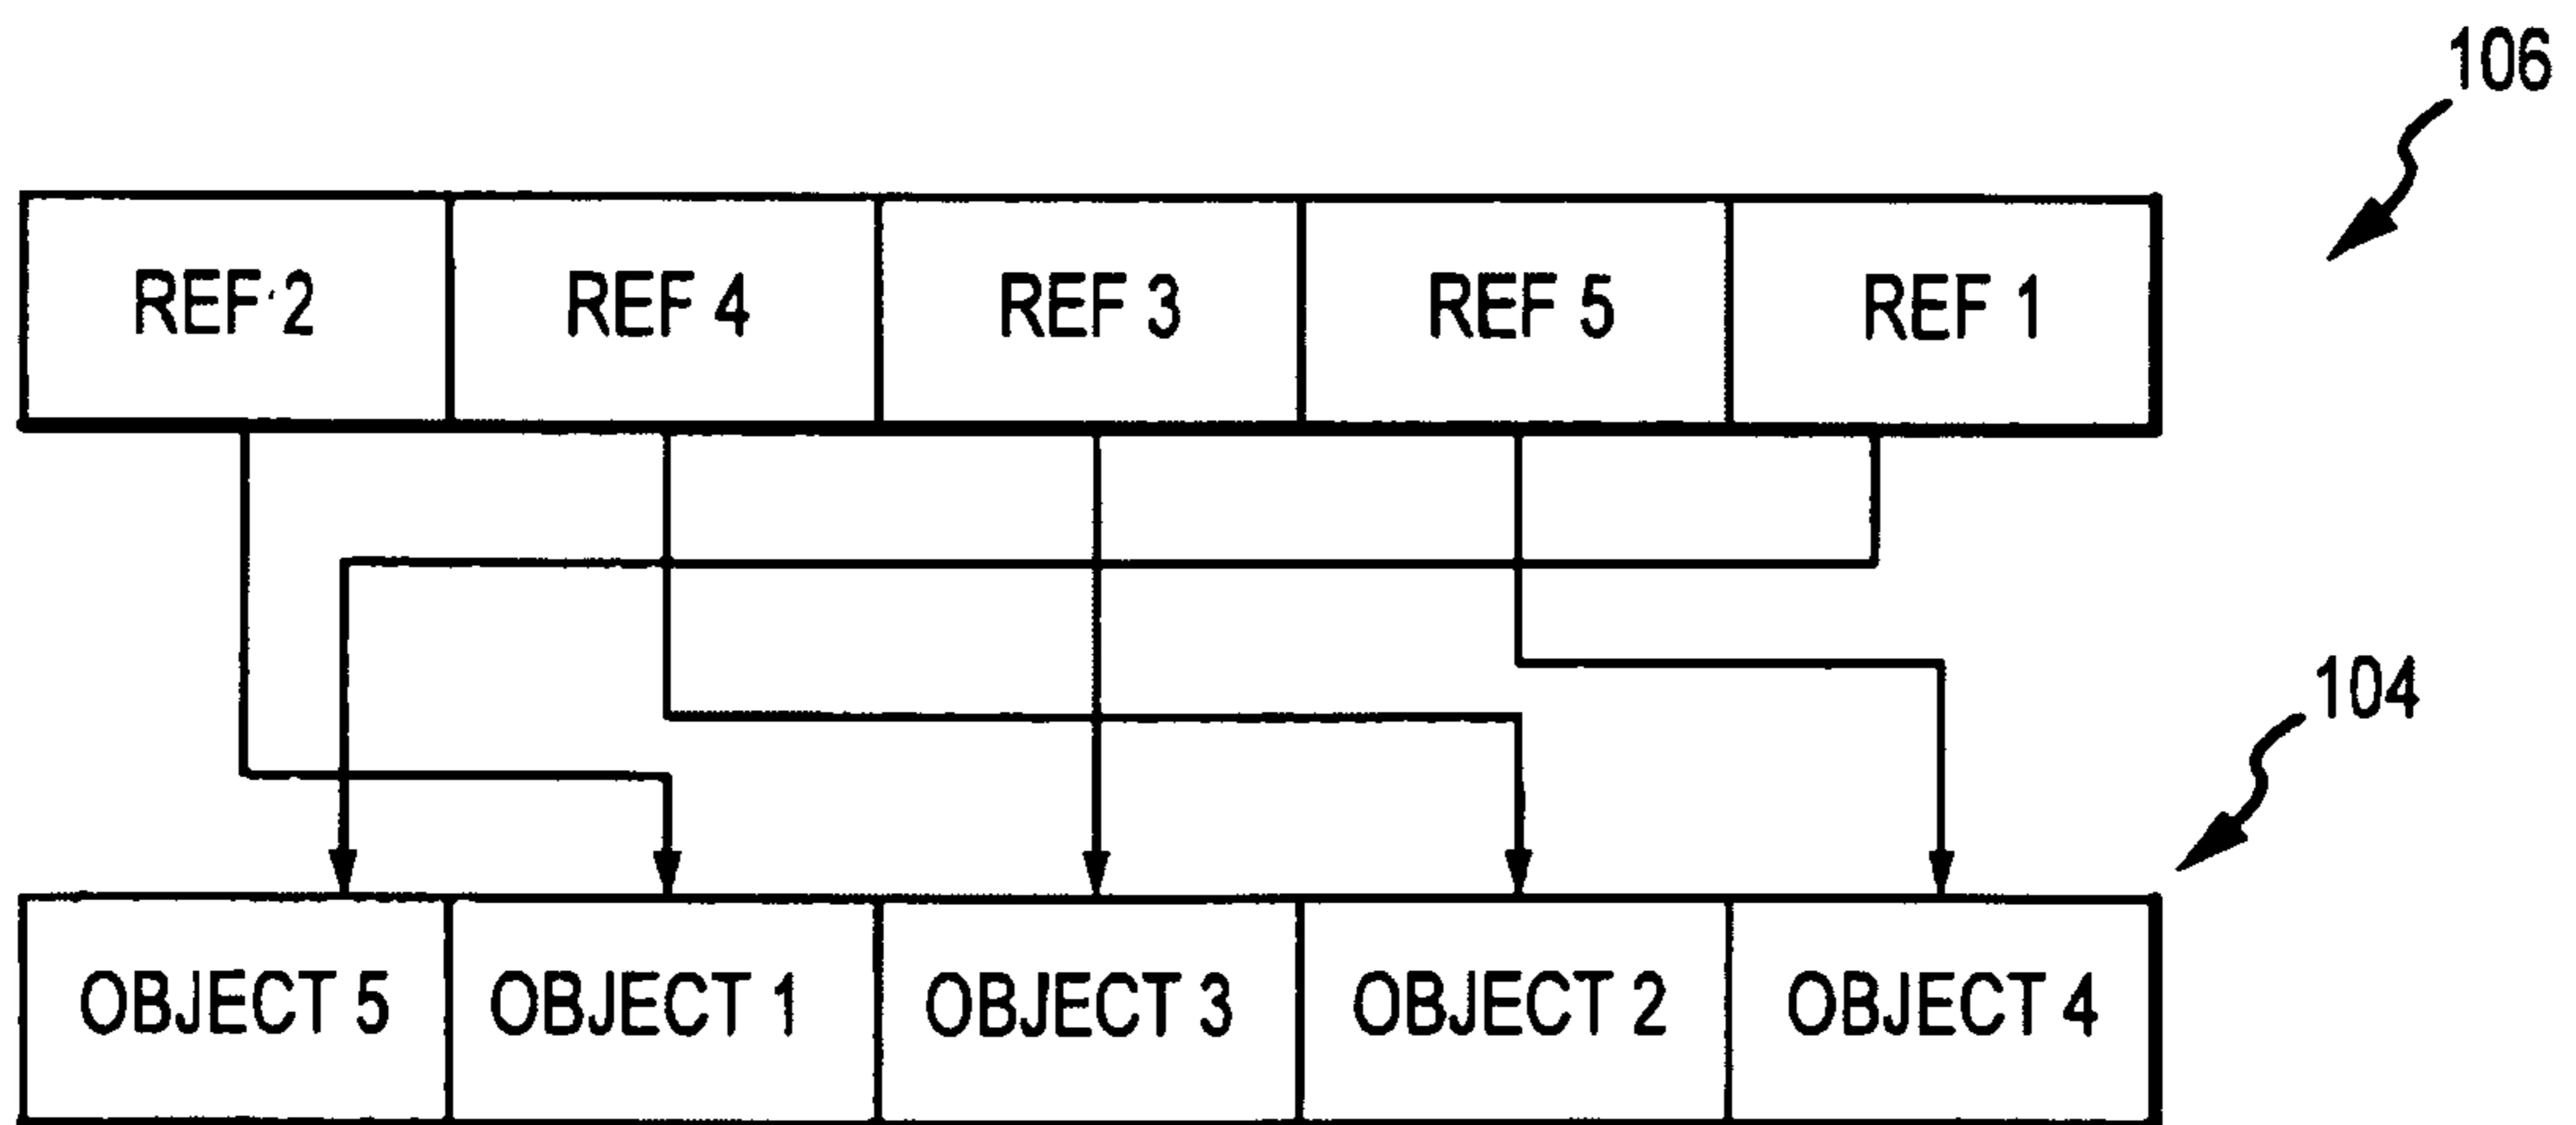 106
REF 2 REF 4 REF 3 REF 5 REF 1
104
OBJECT 5 OBJECT 1 OBJECT 3 OBJECT 2 OBJECT 4